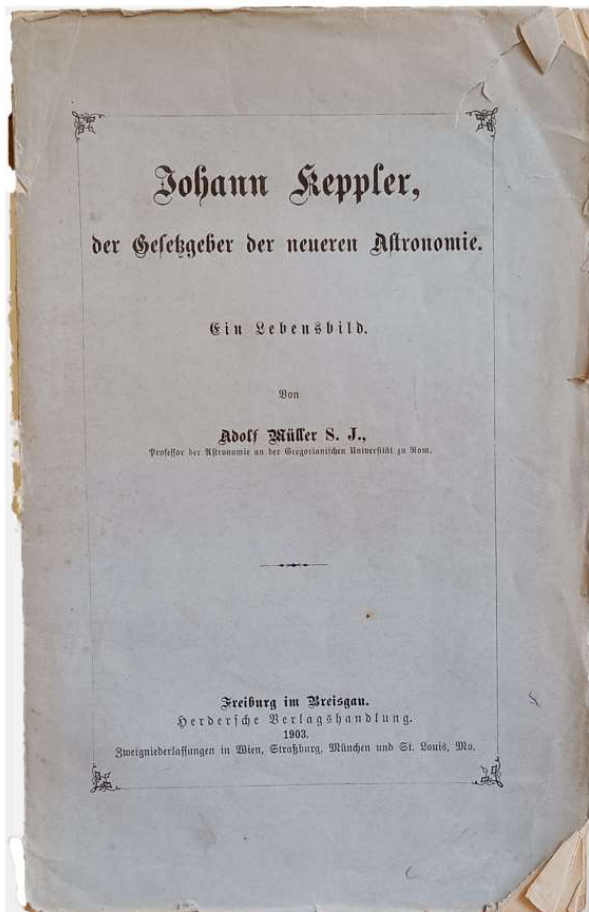 Johann Keppler,
der Gesetzgeber der neueren Astronomie.
Ein Lebensbild.
Von
Adolf Müller S. J.,
Professor der Astronomie an der Gregorianischen Universität zu Rom.
Freiburg im Breisgau.
Herdersche Verlagshandlung.
1903.
Zweigniederlassungen in Wien, Straßburg, München und St. Louis, Mo.